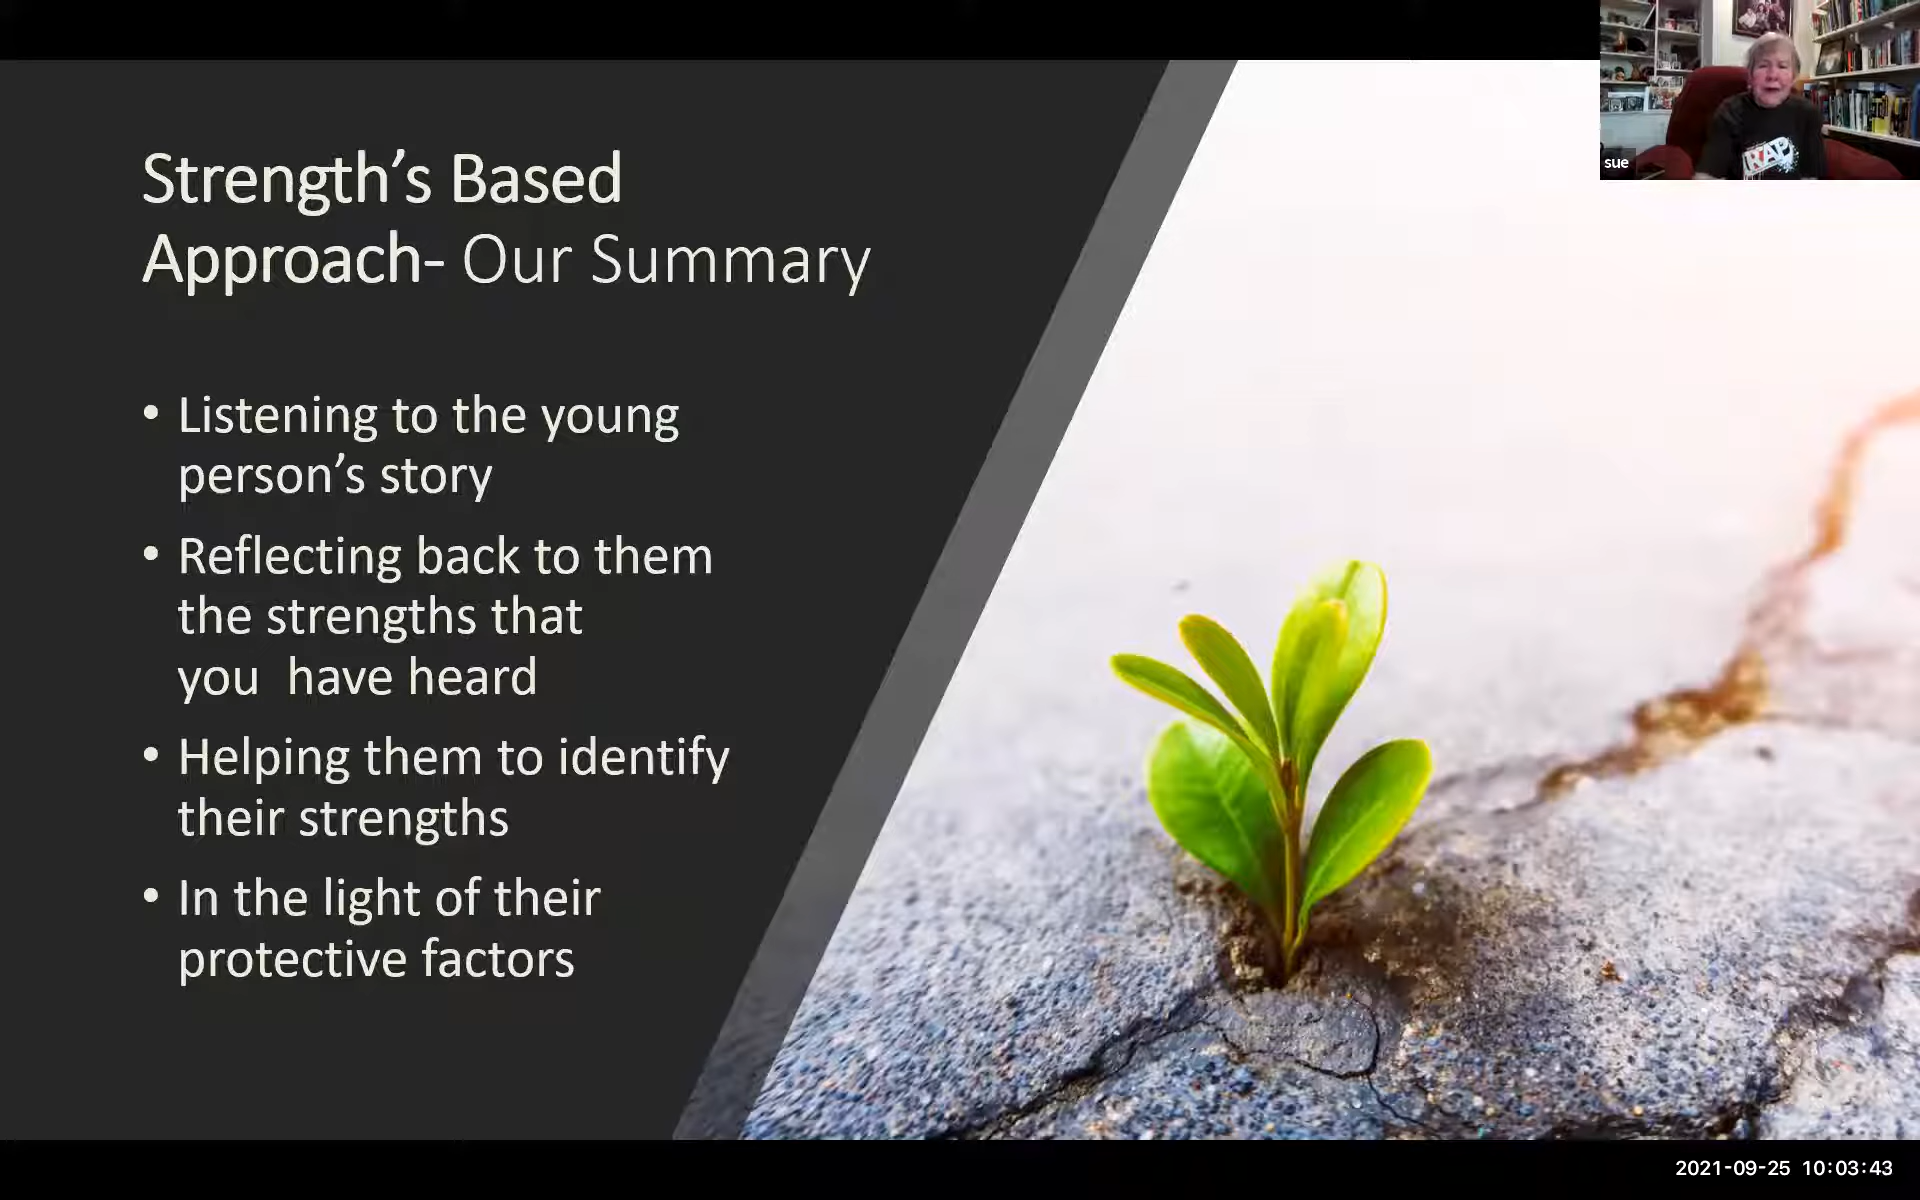 sue
Strength’s Based
Approach- Our Summary
• Listening to the young
person’s story
• Reflecting back to them
the strengths that
you  have heard
• Helping them to identify
their strengths
• In the light of their
protective factors
RAP
2021-09-25 10:03:43